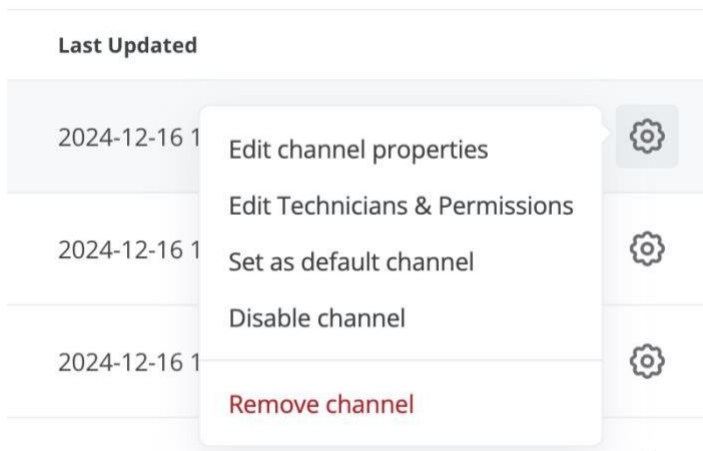 Last Updated
2024-12-16 1
Edit channel properties
Edit Technicians & Permissions
2024-12-16 1
Set as default channel
Disable channel
2024-12-16 1
Remove channel